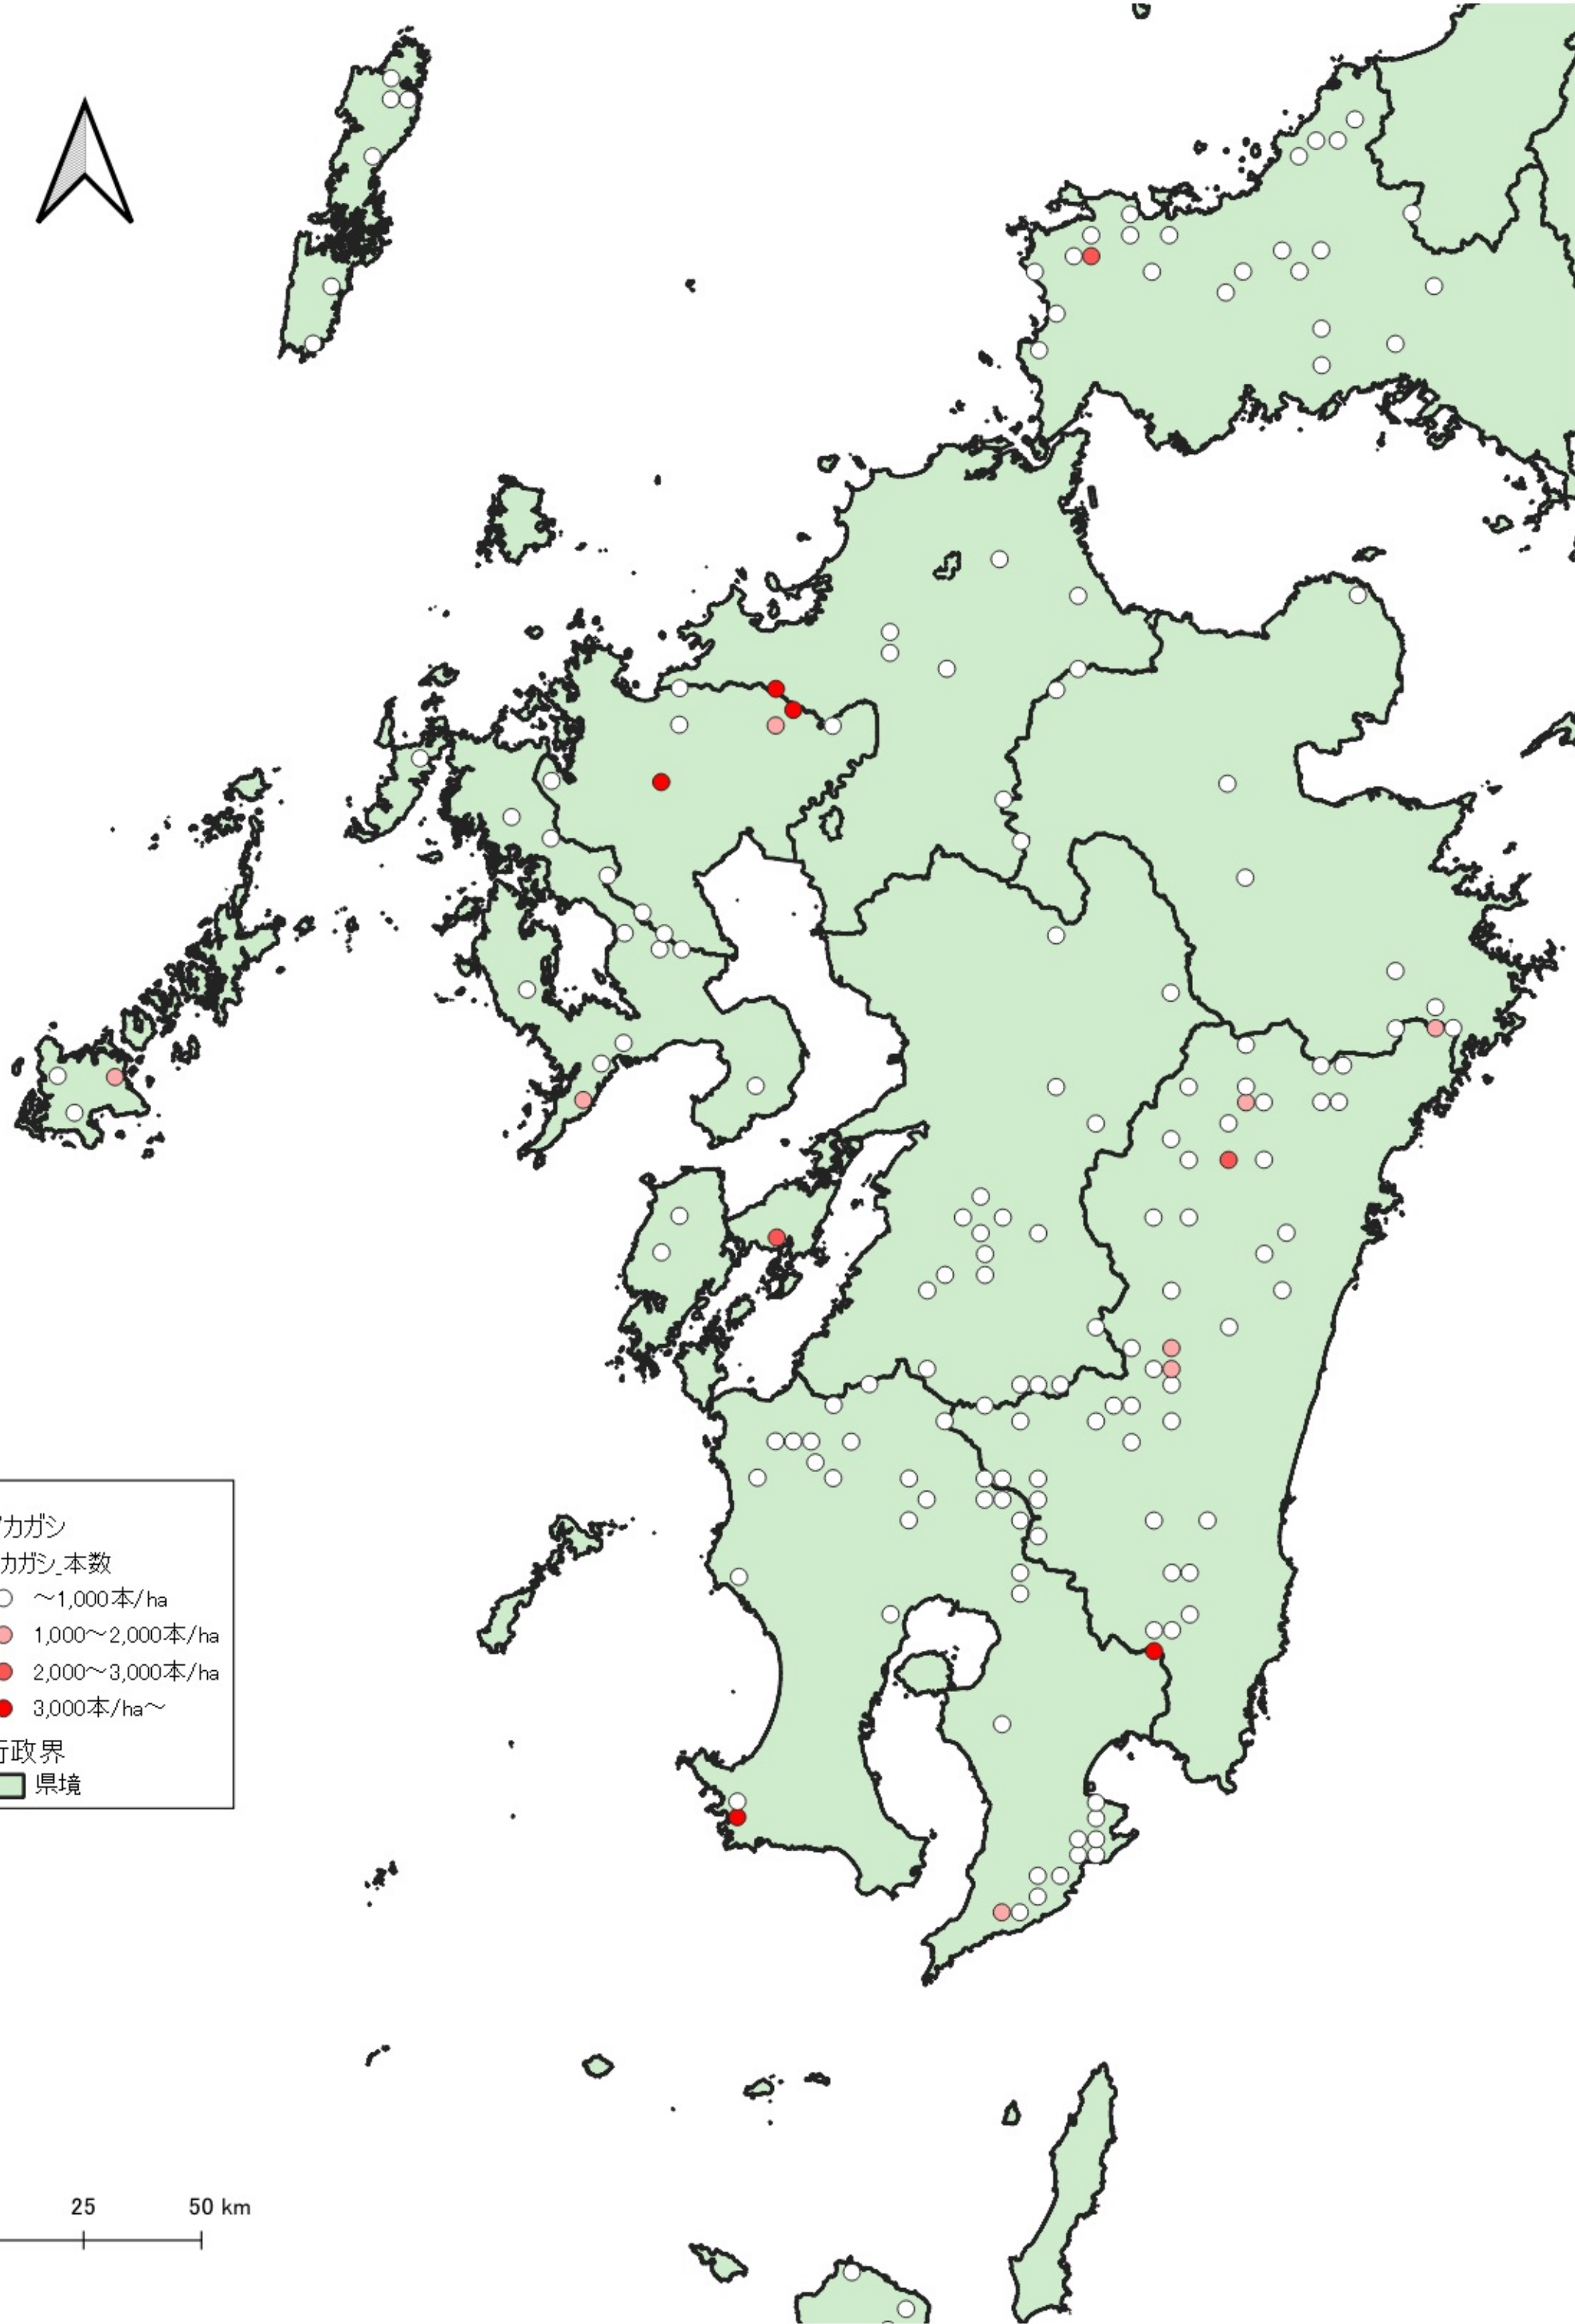 カガシ
カガシ_本数
～1,000本/ha
1,000～2,000本/ha
2,000～3,000本/ha
3,000本/ha～
行政界
県境
25 50 km